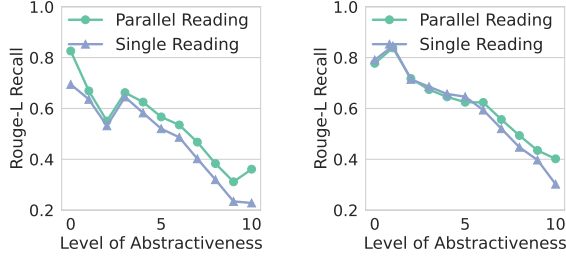 1.0
0.8
0.6
0.4
0.2
Rouge-L Recall
Parallel Reading
Single Reading
0 5 10
Level of Abstractiveness
1.0
0.8
0.6
0.4
0.2
Rouge-L Recall
Parallel Reading
Single Reading
0 5 10
Level of Abstractiveness